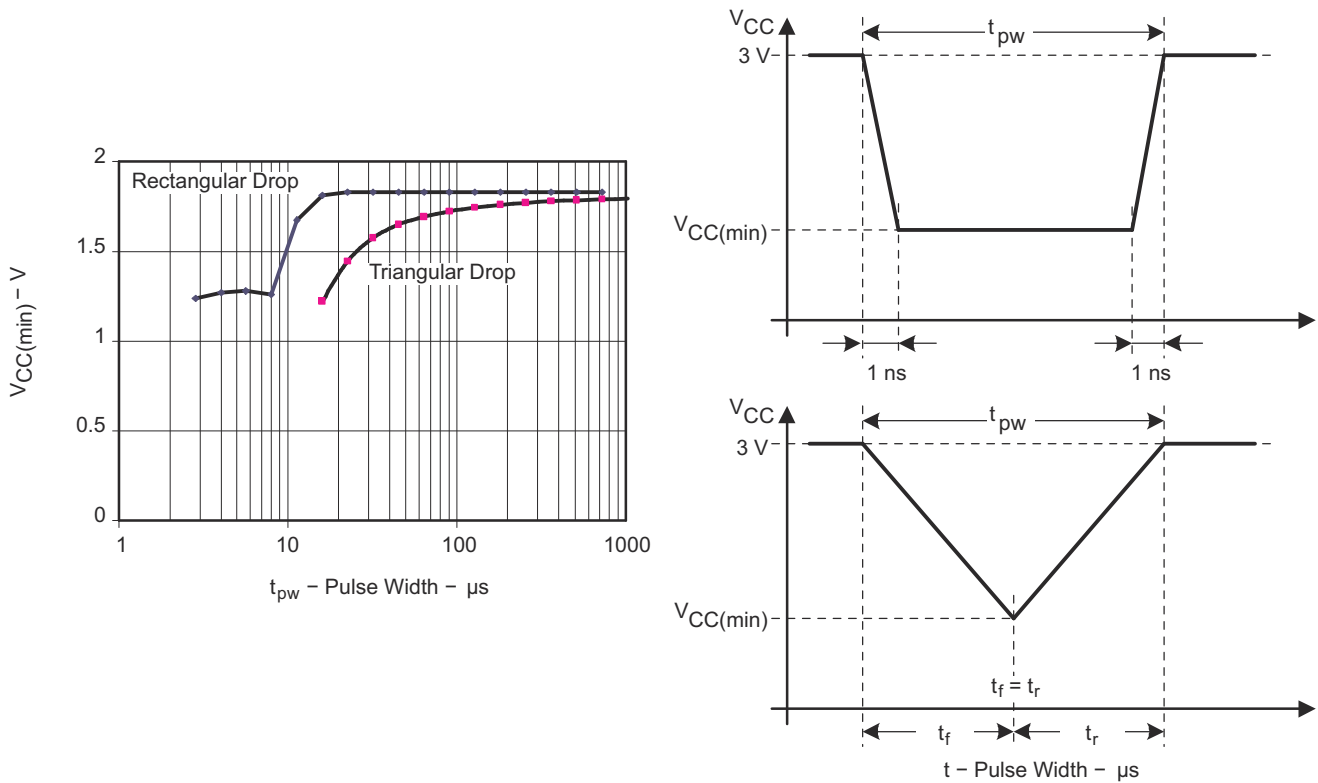 2
1.5
1
0.5
0
VCC(min) − V
Rectangular Drop
Triangular Drop
1
10
100
1000
tpw − Pulse Width − µs
VCC
3 V
tpw
VCC(min)
1 ns
1 ns
VCC
3 V
tpw
VCC(min)
tf = tr
tf
tr
t − Pulse Width − µs